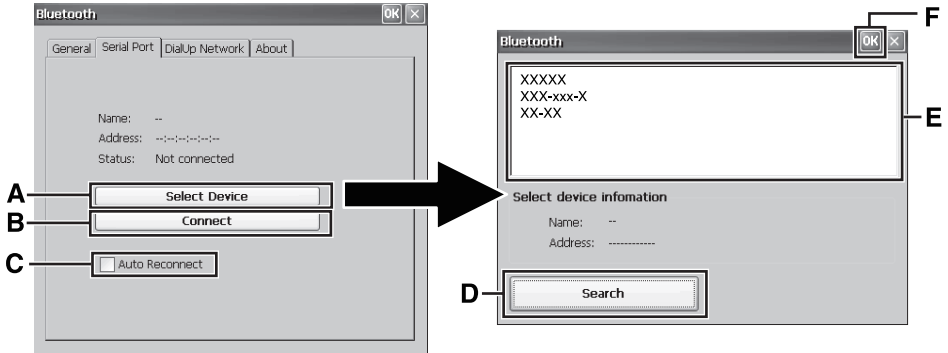 Bluetooth OK
General Serial Port DialUp Network About
Name: --
Address: --:--:--:--:--:--
Status: Not connected
A Select Device
B Connect
C Auto Reconnect
F
Bluetooth OK
XXXXX
XXX-xxx-X
XX-XX
E
Select device infomation
Name: --
Address: ------------
D Search